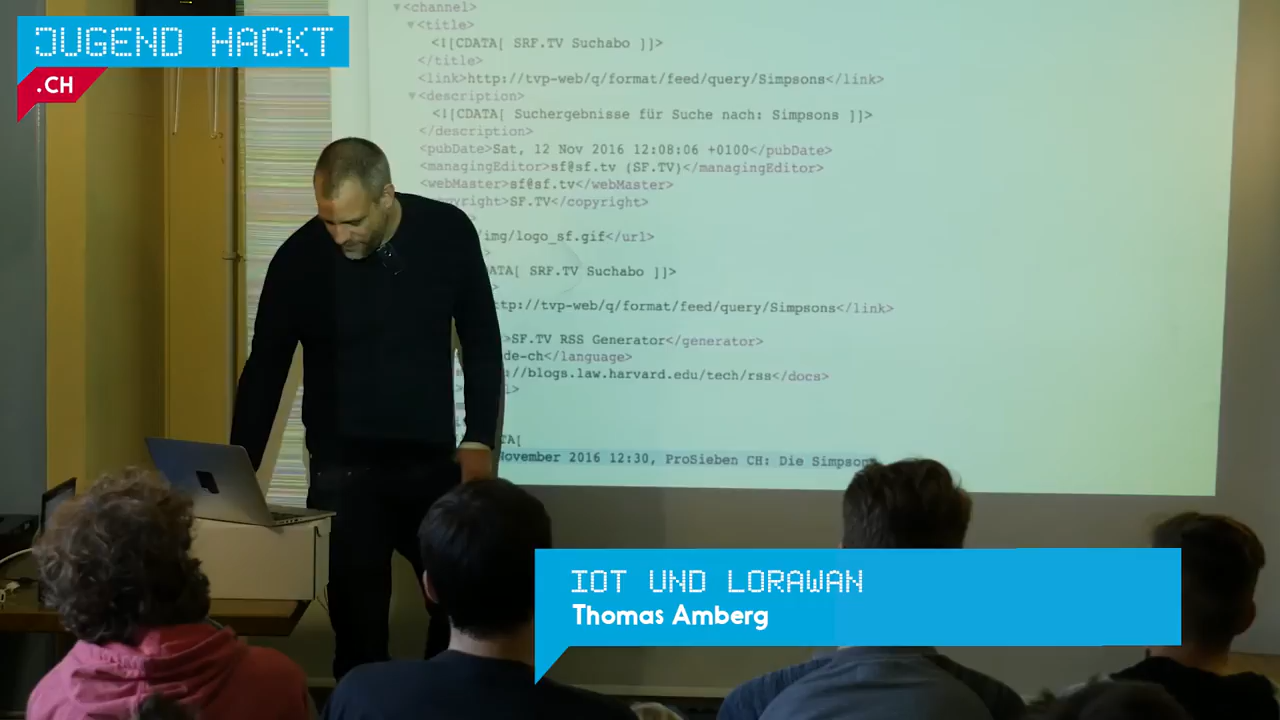 JUGEND HACKT
.CH
▼<channel>
▼<title>
<![CDATA[ SRF.TV Suchabo ]]>
</title>
<link>http://tvp-web/q/format/feed/query/Simpsons</link>
▼<description>
<![CDATA[ Suchergebnisse für Suche nach: Simpsons ]]>
</description>
<pubDate>Sat, 12 Nov 2016 12:08:06 +0100</pubDate>
<managingEditor>sf@sf.tv (SF.TV)</managingEditor>
<webMaster>sf@sf.tv</webMaster>
>SF.TV</copyright>
/img/logo_sf.gif</url>
[ SRF.TV Suchabo ]]>
://tvp-web/q/format/feed/query/Simpsons</link>
>SF.TV RSS Generator</generator>
de-ch</language>
://blogs.law.harvard.edu/tech/rss</docs>
November 2016 12:30, ProSieben CH: Die Simpsons
IOT UND LORAWAN
Thomas Amberg